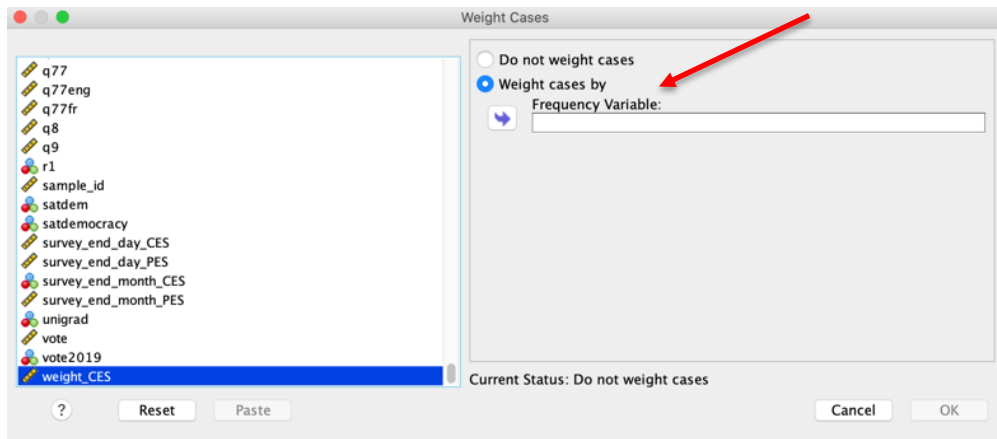 Weight Cases
q77
q77eng
q77fr
q8
q9
r1
sample_id
satdem
satdemocracy
survey_end_day_CES
survey_end_day_PES
survey_end_month_CES
survey_end_month_PES
unigrad
vote
vote2019
weight_CES
Do not weight cases
Weight cases by
Frequency Variable:
Current Status: Do not weight cases
? Reset Paste Cancel OK